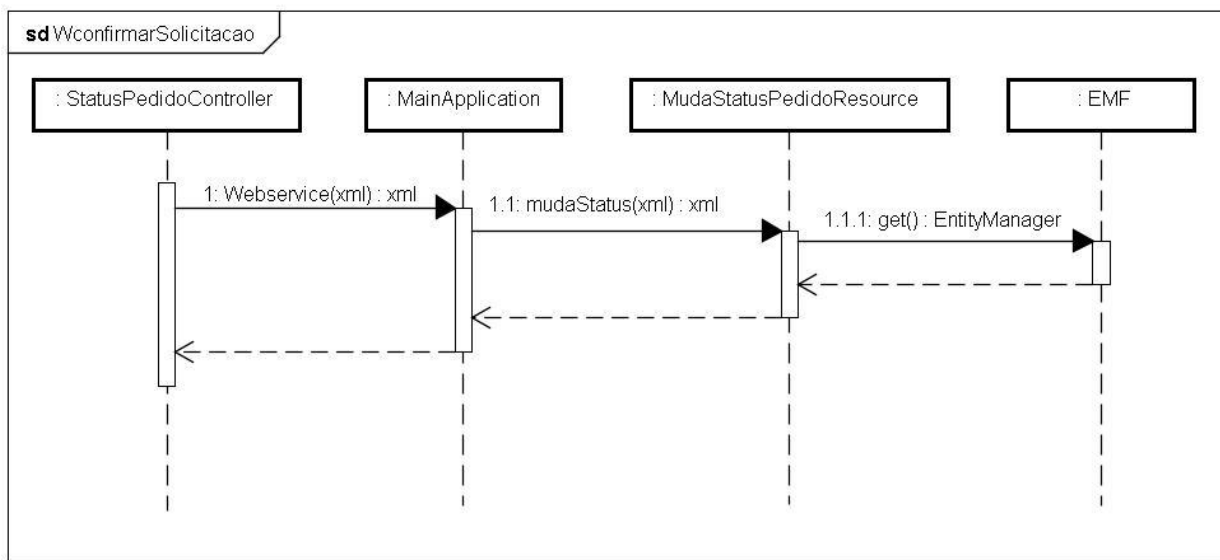 sd WconfirmarSolicitacao
: StatusPedidoController
: MainApplication
: MudaStatusPedidoResource
: EMF
1: Webservice(xml) : xml
1.1: mudaStatus(xml) : xml
1.1.1: get() : EntityManager